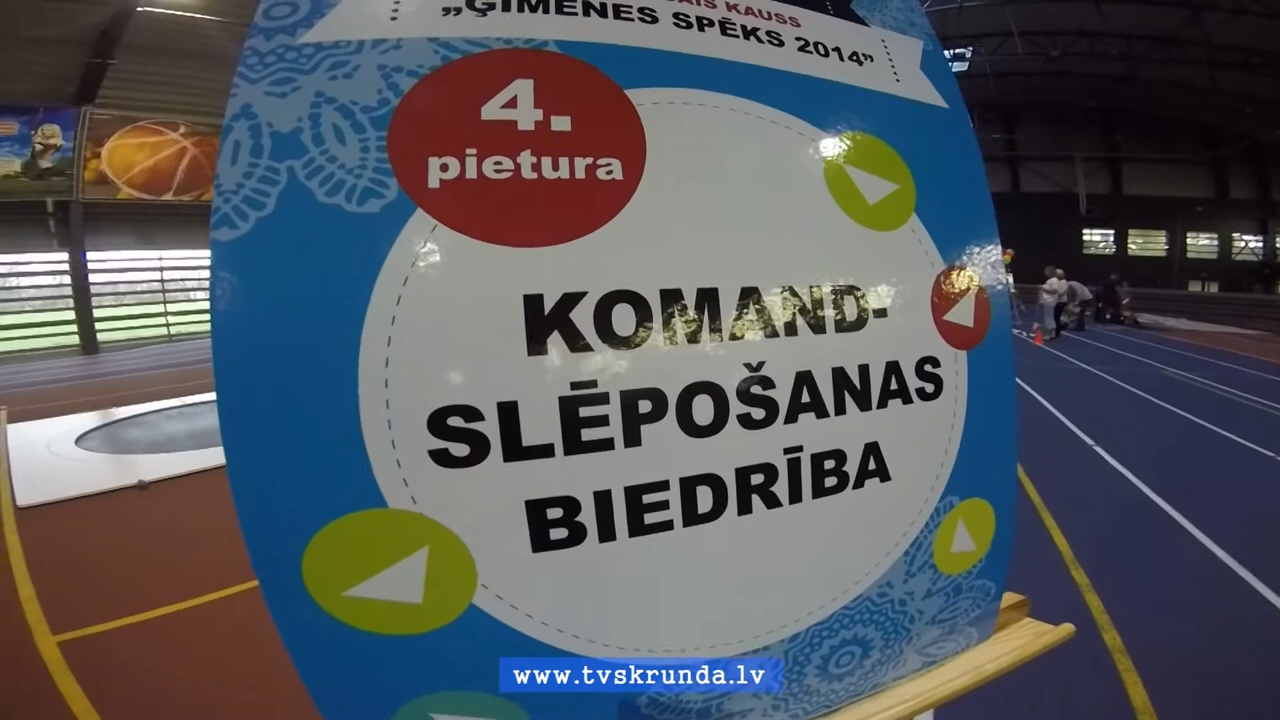 KAUSS
„ĢIMENES SPĒKS 2014”
4.
pietura
KOMAND-
SLĒPOŠANAS
BIEDRĪBA
www.tvskrunda.lv